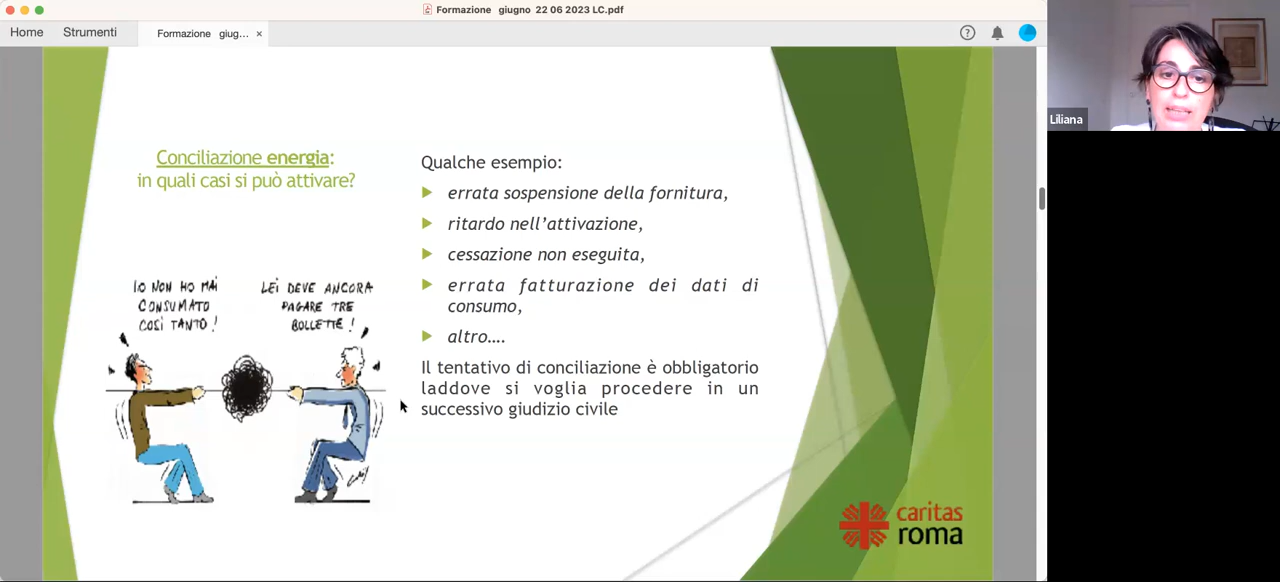 Formazione giugno 22 06 2023 LC.pdf
Home Strumenti Formazione giug... ×
Liliana
Conciliazione energia:
in quali casi si può attivare?
IO NON HO MAI
CONSUMATO
COSÌ TANTO!
LEI DEVE ANCORA
PAGARE TRE
BOLLETTE!
Qualche esempio:
errata sospensione della fornitura,
ritardo nell’attivazione,
cessazione non eseguita,
errata fatturazione dei dati di
consumo,
altro....
Il tentativo di conciliazione è obbligatorio
laddove si voglia procedere in un
successivo giudizio civile
caritas
roma